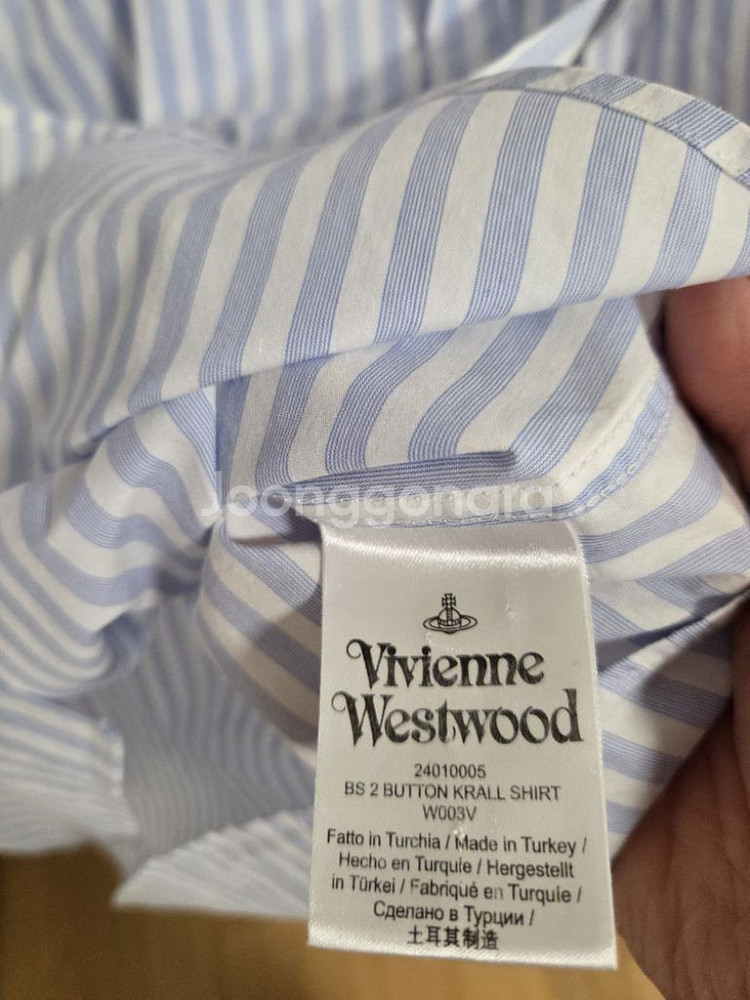 Joonggonara
Vivienne
Westwood
24010005
BS 2 BUTTON KRALL SHIRT
W003V
Fatto in Turchia / Made in Turkey /
Hecho en Turquie / Hergestellt
in Türkei / Fabriqué en Turquie /
Сделано в Турции /
土耳其制造